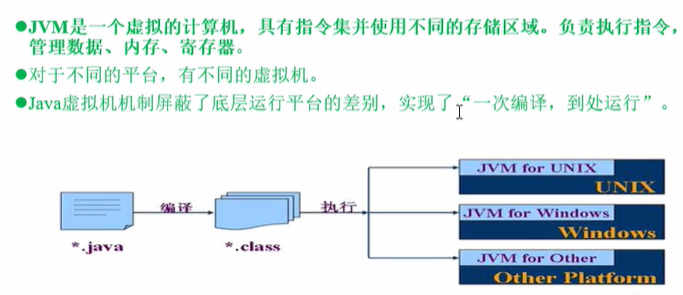 ●JVM是一个虚拟的计算机，具有指令集并使用不同的存储区域。负责执行指令，
管理数据、内存、寄存器。
●对于不同的平台，有不同的虚拟机。
●Java虚拟机机制屏蔽了底层运行平台的差别，实现了“一次编译，到处运行”。
JVM for UNIX
UNIX
编译
执行
JVM for Windows
Windows
*.java
*.class
JVM for Other
Other Platform